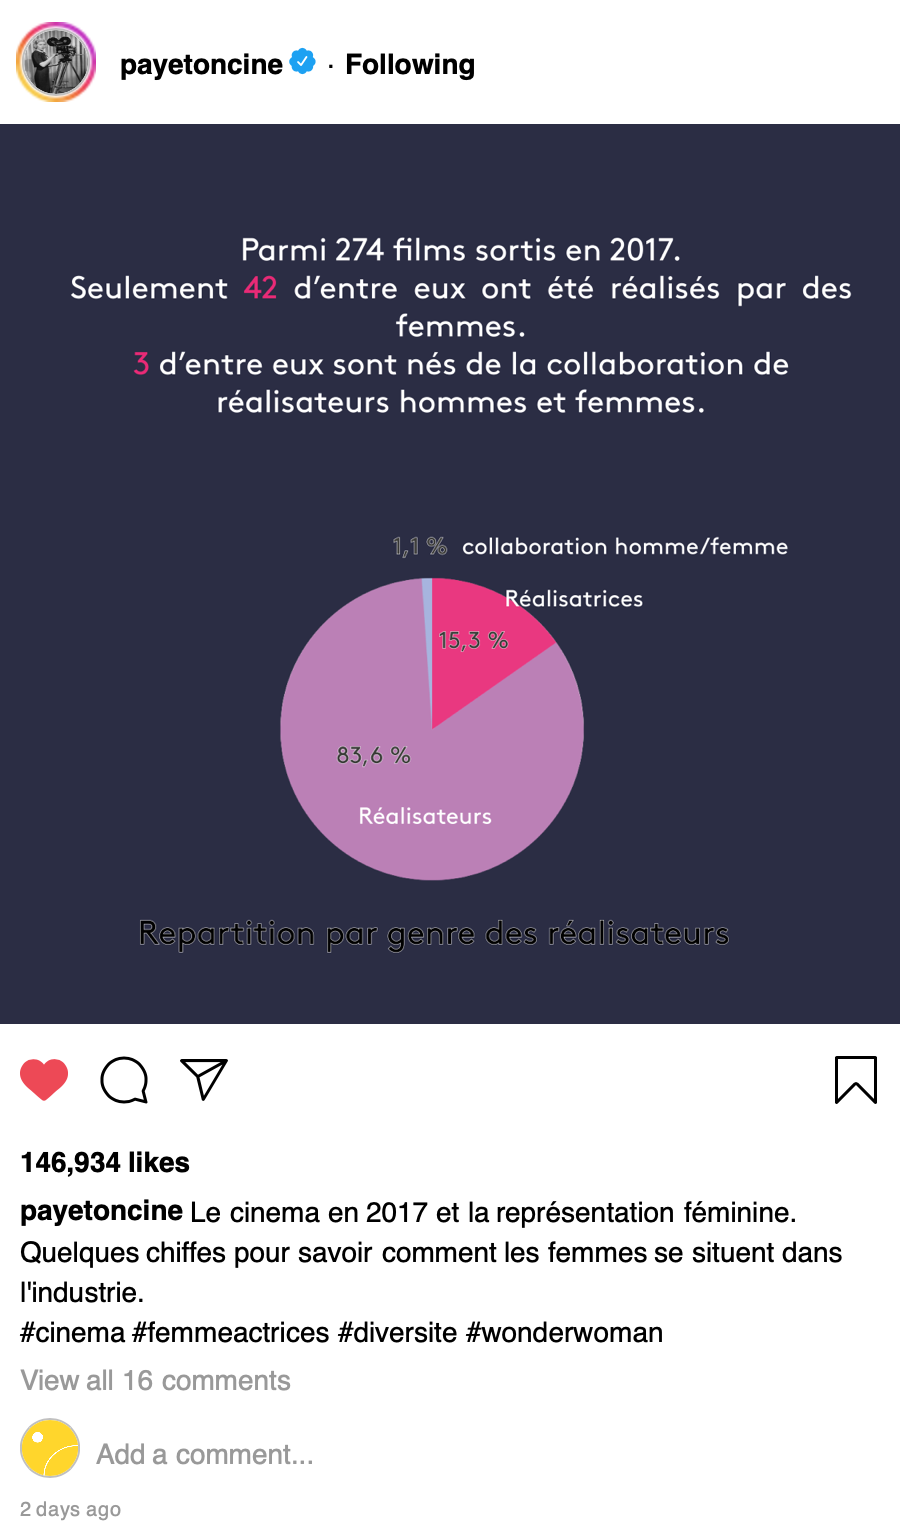 payetoncine · Following
Parmi 274 films sortis en 2017.
Seulement 42 d’entre eux ont été réalisés par des
femmes.
3 d’entre eux sont nés de la collaboration de
réalisateurs hommes et femmes.
1,1 % collaboration homme/femme
Réalisatrices
15,3 %
83,6 %
Réalisateurs
Repartition par genre des réalisateurs
146,934 likes
payetoncine Le cinema en 2017 et la représentation féminine.
Quelques chiffes pour savoir comment les femmes se situent dans
l'industrie.
#cinema #femmeactrices #diversite #wonderwoman
View all 16 comments
Add a comment...
2 days ago